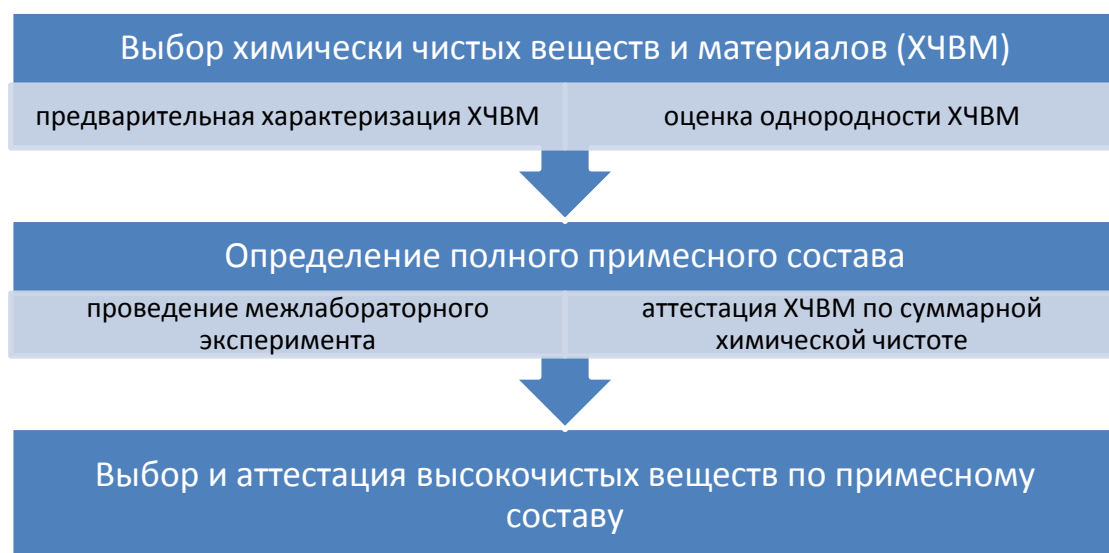 Выбор химически чистых веществ и материалов (ХЧВМ)
предварительная характеризация ХЧВМ
оценка однородности ХЧВМ
Определение полного примесного состава
проведение межлабораторного
эксперимента
аттестация ХЧВМ по суммарной
химической чистоте
Выбор и аттестация высокочистых веществ по примесному
составу